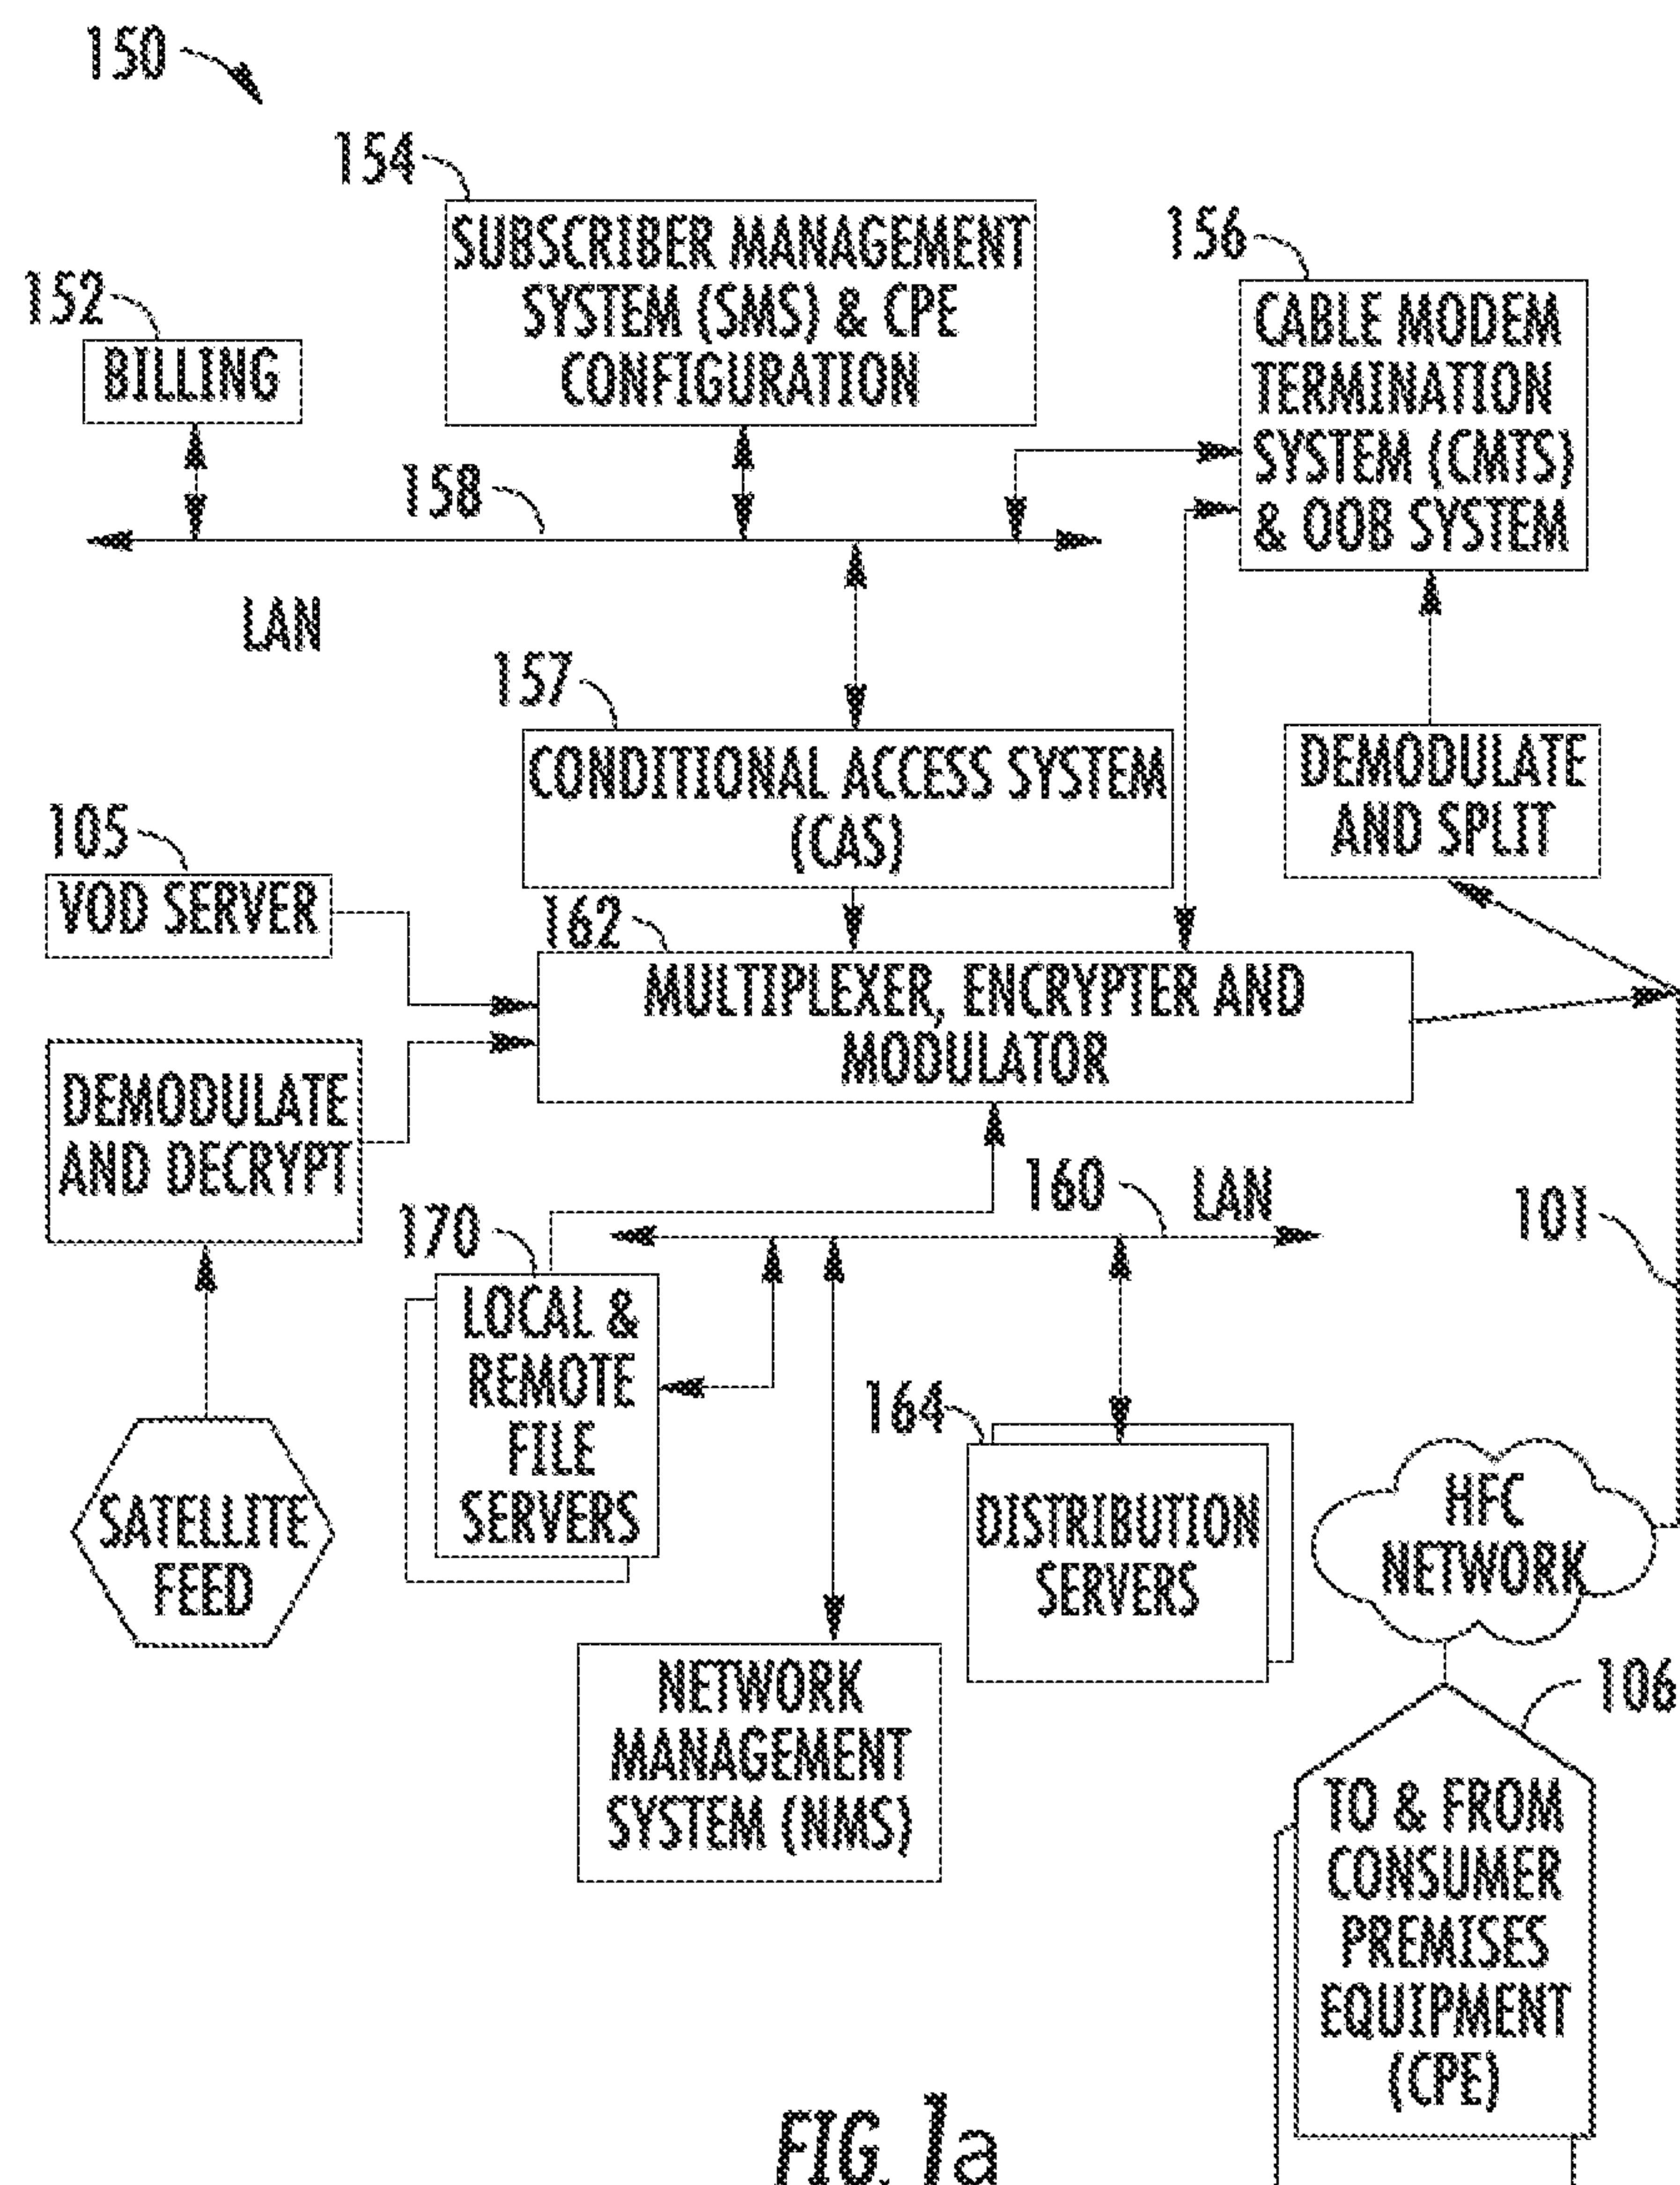 150
154
SUBSCRIBER MANAGEMENT
SYSTEM (SMS) & CPE
CONFIGURATION
156
CABLE MODEM
TERMINATION
SYSTEM (CMTS)
& OOB SYSTEM
152
BILLING
158
LAN
157
CONDITIONAL ACCESS SYSTEM
(CAS)
DEMODULATE
AND SPLIT
105
VOD SERVER
162
MULTIPLEXER, ENCRYPTER AND
MODULATOR
DEMODULATE
AND DECRYPT
160
LAN
101
170
LOCAL &
REMOTE
FILE
SERVERS
164
DISTRIBUTION
SERVERS
SATELLITE
FEED
HFC
NETWORK
NETWORK
MANAGEMENT
SYSTEM (NMS)
106
TO & FROM
CONSUMER
PREMISES
EQUIPMENT
(CPE)
FIG. 1a